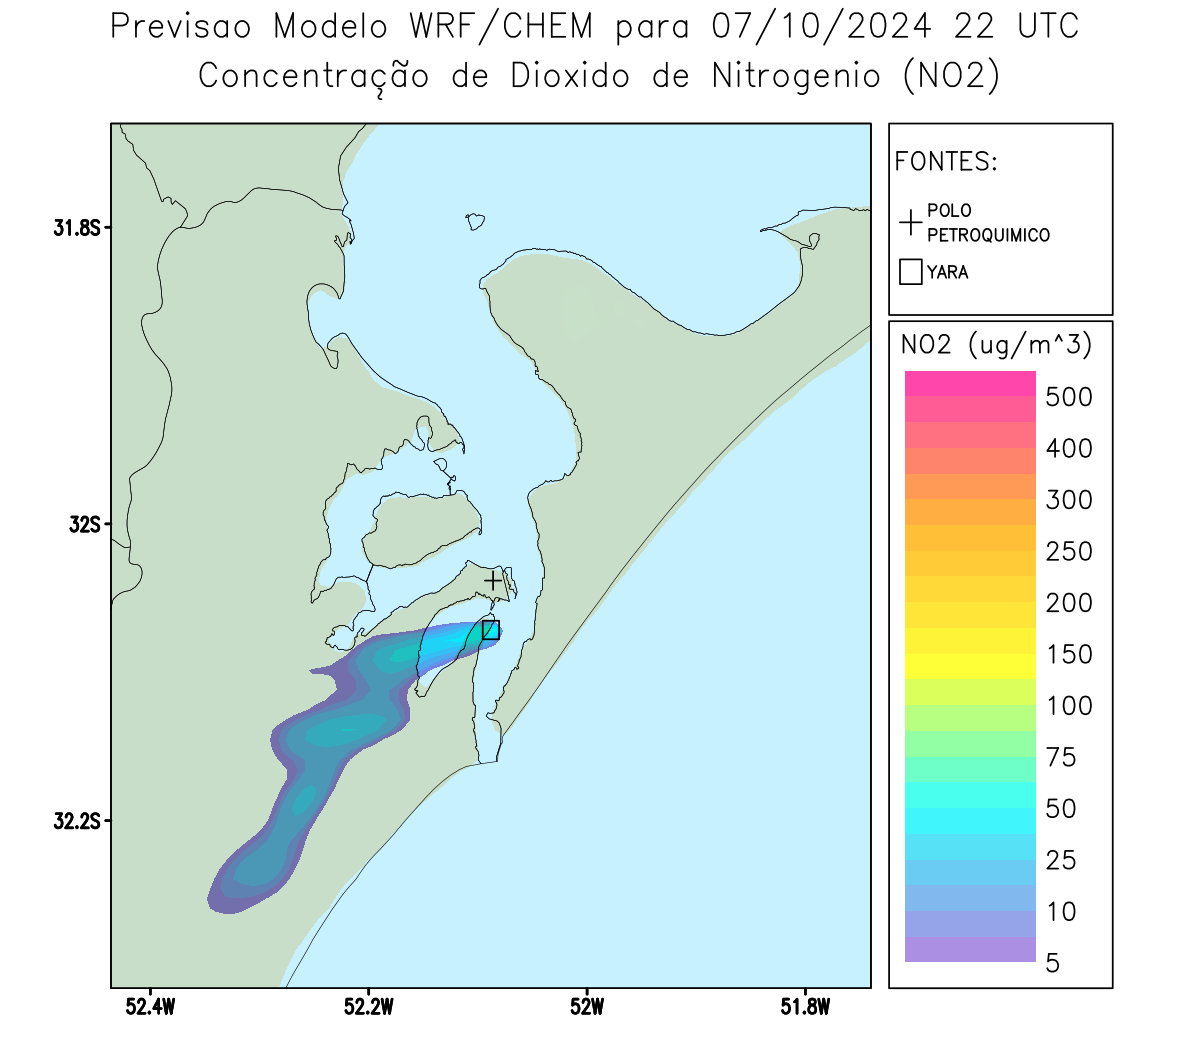 Previsao Modelo WRF/CHEM para 07/10/2024 22 UTC
Concentração de Dioxido de Nitrogenio (NO2)
FONTES:
POLO
PETROQUIMICO
YARA
31.8S
32S
32.2S
52.4W
52.2W
52W
51.8W
NO2 (ug/m^3)
500
400
300
250
200
150
100
75
50
25
10
5